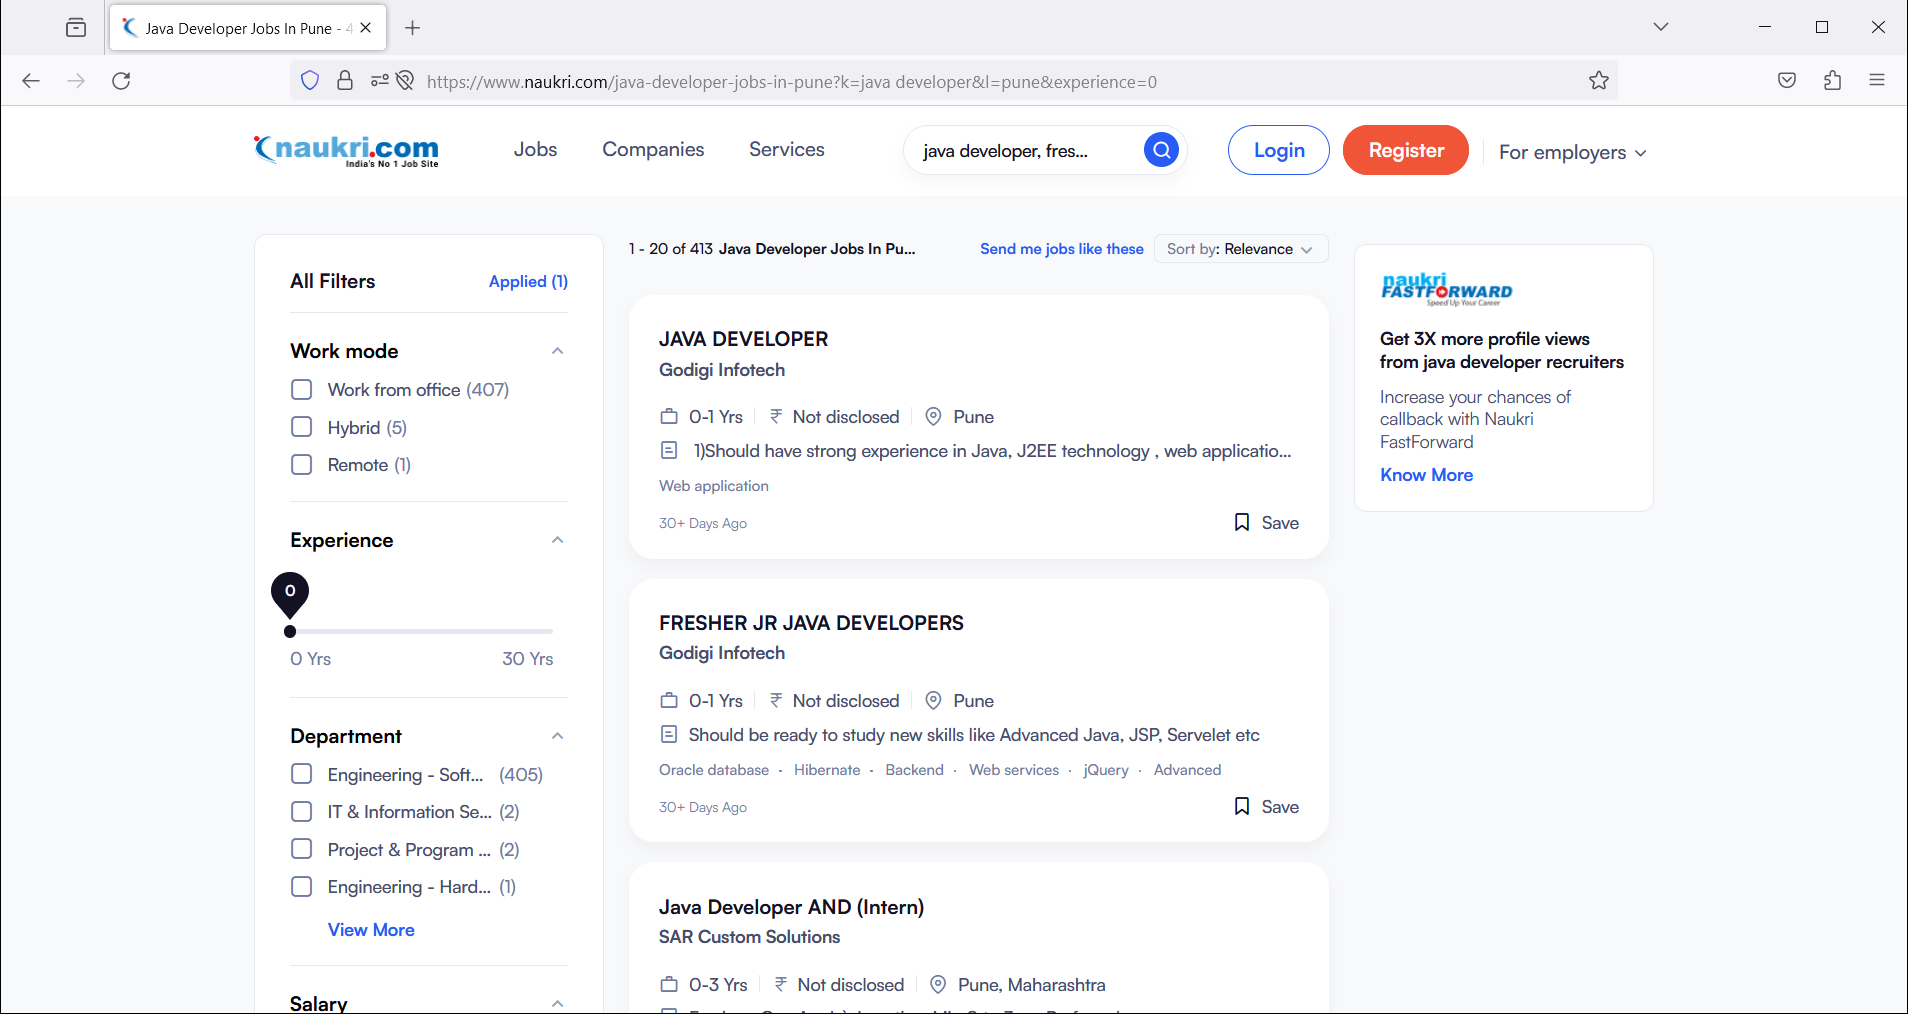 Java Developer Jobs In Pune - 4
https://www.naukri.com/java-developer-jobs-in-pune?k=java developer&l=pune&experience=0
naukri.com
India's No 1 Job Site
Jobs
Companies
Services
java developer, fres...
Login
Register
For employers
All Filters
Applied (1)
Work mode
Work from office (407)
Hybrid (5)
Remote (1)
Experience
0
0 Yrs
30 Yrs
Department
Engineering - Soft... (405)
IT & Information Se... (2)
Project & Program ... (2)
Engineering - Hard... (1)
View More
Salary
1 - 20 of 413 Java Developer Jobs In Pu...
Send me jobs like these
Sort by: Relevance
JAVA DEVELOPER
Godigi Infotech
0-1 Yrs
₹ Not disclosed
Pune
1)Should have strong experience in Java, J2EE technology , web applicatio...
Web application
30+ Days Ago
Save
FRESHER JR JAVA DEVELOPERS
Godigi Infotech
0-1 Yrs
₹ Not disclosed
Pune
Should be ready to study new skills like Advanced Java, JSP, Servelet etc
Oracle database · Hibernate · Backend · Web services · jQuery · Advanced
30+ Days Ago
Save
Java Developer AND (Intern)
SAR Custom Solutions
0-3 Yrs
₹ Not disclosed
Pune, Maharashtra
naukri
FASTFORWARD
Speed Up Your Career
Get 3X more profile views
from java developer recruiters
Increase your chances of
callback with Naukri
FastForward
Know More